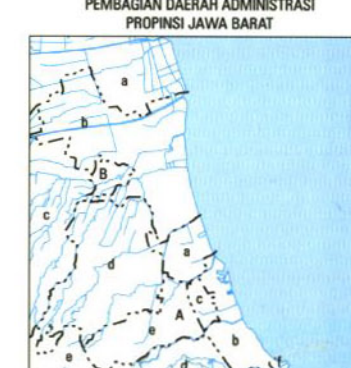 PEMBAGIAN DAERAH ADMINISTRASI
PROPINSI JAWA BARAT
a
b
B
c
a
d
c
A
e
b
e
d